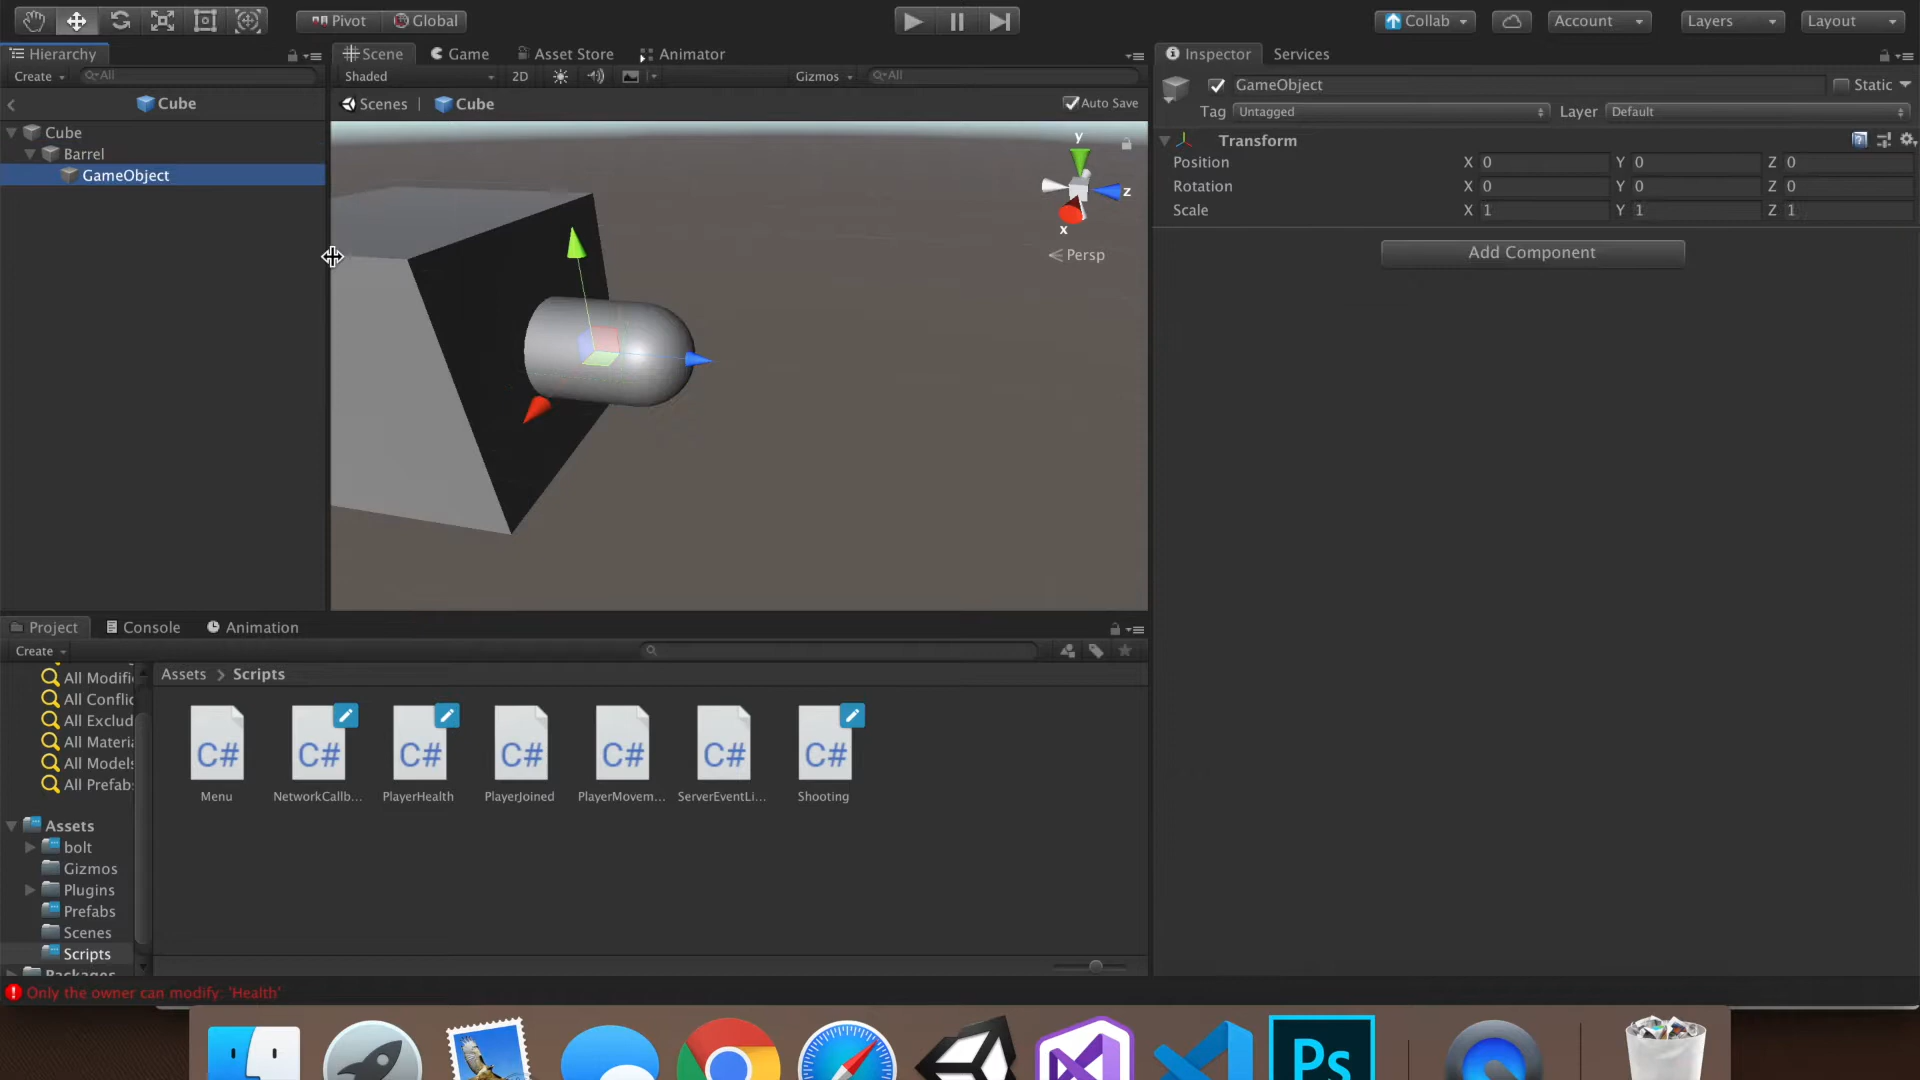 Pivot Global Collab Account Layers Layout
Hierarchy Scene Game Asset Store Animator Inspector Services
Create All Shaded 2D Gizmos All
GameObject Static
Cube Scenes Cube Auto Save
Tag Untagged Layer Default
Cube
Barrel
GameObject
Transform
Position X 0 Y 0 Z 0
Rotation X 0 Y 0 Z 0
Scale X 1 Y 1 Z 1
y
z
x
Persp
Add Component
Project Console Animation
Create
Assets Scripts
All Modifi
All Conflic
All Exclud
All Materia
All Models
All Prefab
C# C# C# C# C# C# C#
Menu NetworkCallb... PlayerHealth PlayerJoined PlayerMovem... ServerEventLi... Shooting
Assets
bolt
Gizmos
Plugins
Prefabs
Scenes
Scripts
Packages
Only the owner can modify: 'Health'
Ps